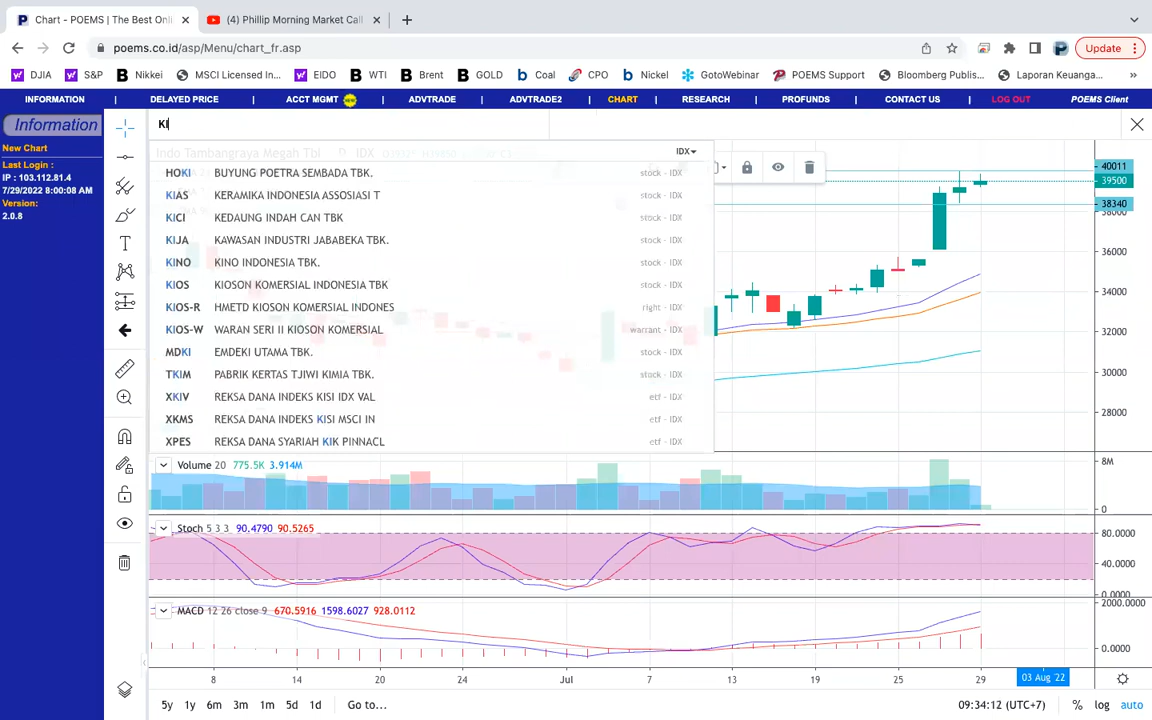 Chart - POEMS | The Best Onli
(4) Phillip Morning Market Call
poems.co.id/asp/Menu/chart_fr.asp
Update
DJIA S&P Nikkei MSCI Licensed In... EIDO WTI Brent GOLD Coal CPO Nickel GotoWebinar POEMS Support Bloomberg Publis... Laporan Keuanga... »
INFORMATION | DELAYED PRICE | ACCT MGMT | ADVTRADE | ADVTRADE2 | CHART | RESEARCH | PROFUNDS | CONTACT US | LOG OUT POEMS Client
Information
New Chart
Last Login :
IP : 103.112.81.4
7/29/2022 8:00:08 AM
Version:
2.0.8
KI
Indo Tambangraya Megah Tbl D IDX
IDX
HOKI BUYUNG POETRA SEMBADA TBK. stock - IDX
KIAS KERAMIKA INDONESIA ASSOSIASI T stock - IDX
KICI KEDAUNG INDAH CAN TBK stock - IDX
KIJA KAWASAN INDUSTRI JABABEKA TBK. stock - IDX
KINO KINO INDONESIA TBK. stock - IDX
KIOS KIOSON KOMERSIAL INDONESIA TBK stock - IDX
KIOS-R HMETD KIOSON KOMERSIAL INDONES right - IDX
KIOS-W WARAN SERI II KIOSON KOMERSIAL warrant - IDX
MDKI EMDEKI UTAMA TBK. stock - IDX
TKIM PABRIK KERTAS TJIWI KIMIA TBK. stock - IDX
XKIV REKSA DANA INDEKS KISI IDX VAL etf - IDX
XKMS REKSA DANA INDEKS KISI MSCI IN etf - IDX
XPES REKSA DANA SYARIAH KIK PINNACL etf - IDX
40011
39500
38340
38000
36000
34000
32000
30000
28000
Volume 20 775.5K 3.914M
8M
0
Stoch 5 3 3 90.4790 90.5265
80.0000
40.0000
0.0000
MACD 12 26 close 9 670.5916 1598.6027 928.0112
2000.0000
0.0000
8 14 20 24 Jul 7 13 19 25 29 03 Aug 22
5y 1y 6m 3m 1m 5d 1d Go to... 09:34:12 (UTC+7) % log auto